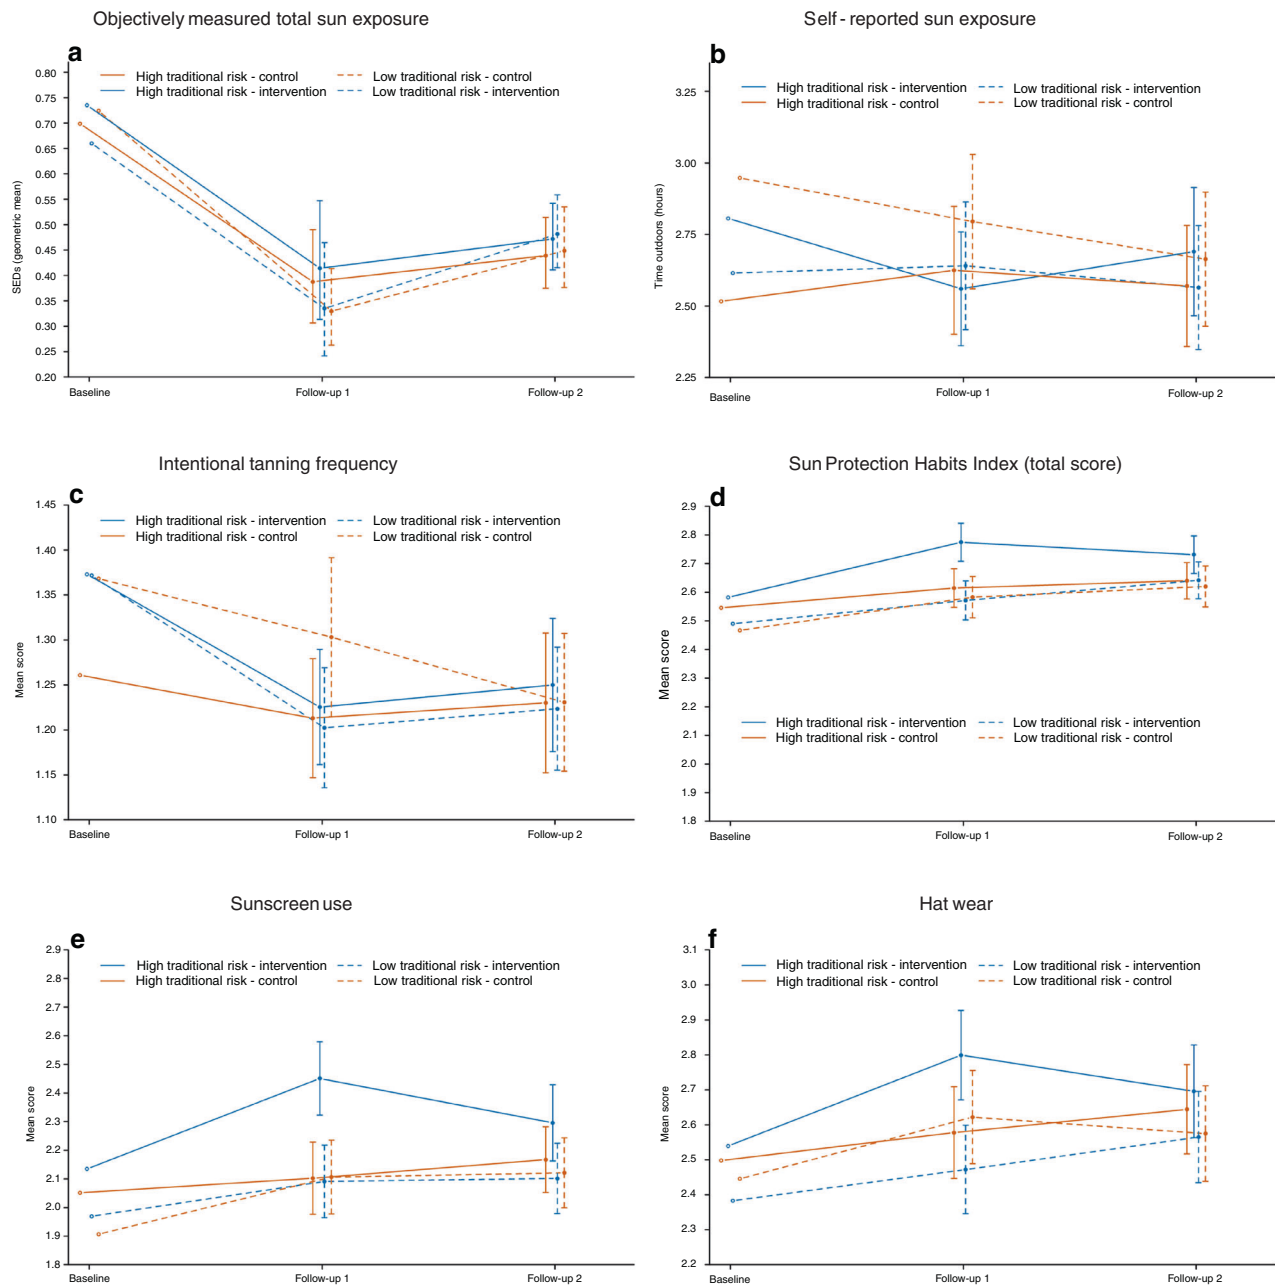 Objectively measured total sun exposure
a
High traditional risk - control
Low traditional risk - control
High traditional risk - intervention
Low traditional risk - intervention
SEDs (geometric mean)
0.80
0.75
0.70
0.65
0.60
0.55
0.50
0.45
0.40
0.35
0.30
0.25
0.20
Baseline
Follow-up 1
Follow-up 2
Self - reported sun exposure
b
High traditional risk - intervention
Low traditional risk - intervention
High traditional risk - control
Low traditional risk - control
Time outdoors (hours)
3.25
3.00
2.75
2.50
2.25
Baseline
Follow-up 1
Follow-up 2
Intentional tanning frequency
c
High traditional risk - intervention
Low traditional risk - intervention
High traditional risk - control
Low traditional risk - control
Mean score
1.45
1.40
1.35
1.30
1.25
1.20
1.15
1.10
Baseline
Follow-up 1
Follow-up 2
Sun Protection Habits Index (total score)
d
Mean score
2.9
2.8
2.7
2.6
2.5
2.4
2.3
2.2
2.1
2.0
1.9
1.8
High traditional risk - intervention
Low traditional risk - intervention
High traditional risk - control
Low traditional risk - control
Baseline
Follow-up 1
Follow-up 2
Sunscreen use
e
High traditional risk - intervention
Low traditional risk - intervention
High traditional risk - control
Low traditional risk - control
Mean score
2.9
2.8
2.7
2.6
2.5
2.4
2.3
2.2
2.1
2.0
1.9
1.8
Baseline
Follow-up 1
Follow-up 2
Hat wear
f
High traditional risk - intervention
Low traditional risk - intervention
High traditional risk - control
Low traditional risk - control
Mean score
3.1
3.0
2.9
2.8
2.7
2.6
2.5
2.4
2.3
2.2
Baseline
Follow-up 1
Follow-up 2